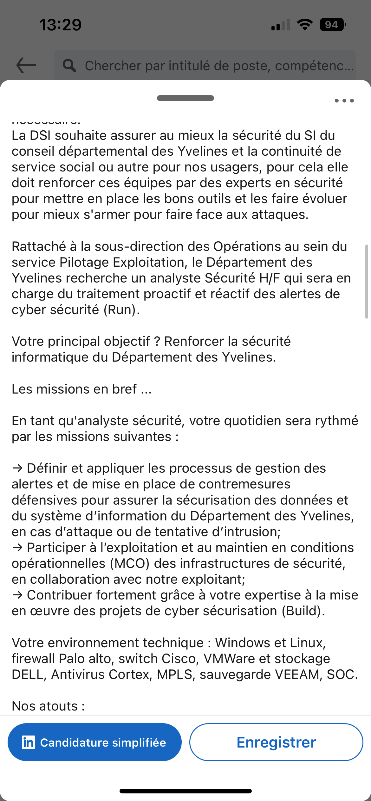 13:29
94
Chercher par intitulé de poste, compétenc...
nécessaire.
La DSI souhaite assurer au mieux la sécurité du SI du
conseil départemental des Yvelines et la continuité de
service social ou autre pour nos usagers, pour cela elle
doit renforcer ces équipes par des experts en sécurité
pour mettre en place les bons outils et les faire évoluer
pour mieux s'armer pour faire face aux attaques.
Rattaché à la sous-direction des Opérations au sein du
service Pilotage Exploitation, le Département des
Yvelines recherche un analyste Sécurité H/F qui sera en
charge du traitement proactif et réactif des alertes de
cyber sécurité (Run).
Votre principal objectif ? Renforcer la sécurité
informatique du Département des Yvelines.
Les missions en bref ...
En tant qu'analyste sécurité, votre quotidien sera rythmé
par les missions suivantes :
→ Définir et appliquer les processus de gestion des
alertes et de mise en place de contremesures
défensives pour assurer la sécurisation des données et
du système d'information du Département des Yvelines,
en cas d'attaque ou de tentative d'intrusion;
→ Participer à l'exploitation et au maintien en conditions
opérationnelles (MCO) des infrastructures de sécurité,
en collaboration avec notre exploitant;
→ Contribuer fortement grâce à votre expertise à la mise
en œuvre des projets de cyber sécurisation (Build).
Votre environnement technique : Windows et Linux,
firewall Palo alto, switch Cisco, VMWare et stockage
DELL, Antivirus Cortex, MPLS, sauvegarde VEEAM, SOC.
Nos atouts :
in Candidature simplifiée
Enregistrer